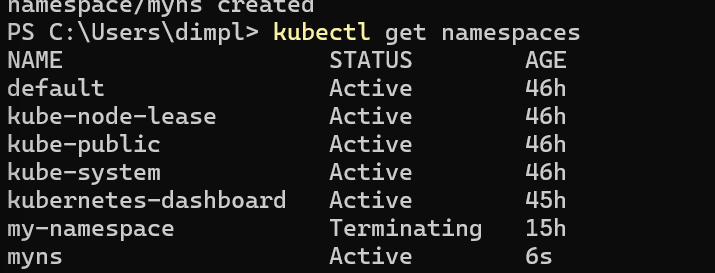 namespace/myns created
PS C:\Users\dimpl> kubectl get namespaces
NAME STATUS AGE
default Active 46h
kube-node-lease Active 46h
kube-public Active 46h
kube-system Active 46h
kubernetes-dashboard Active 45h
my-namespace Terminating 15h
myns Active 6s